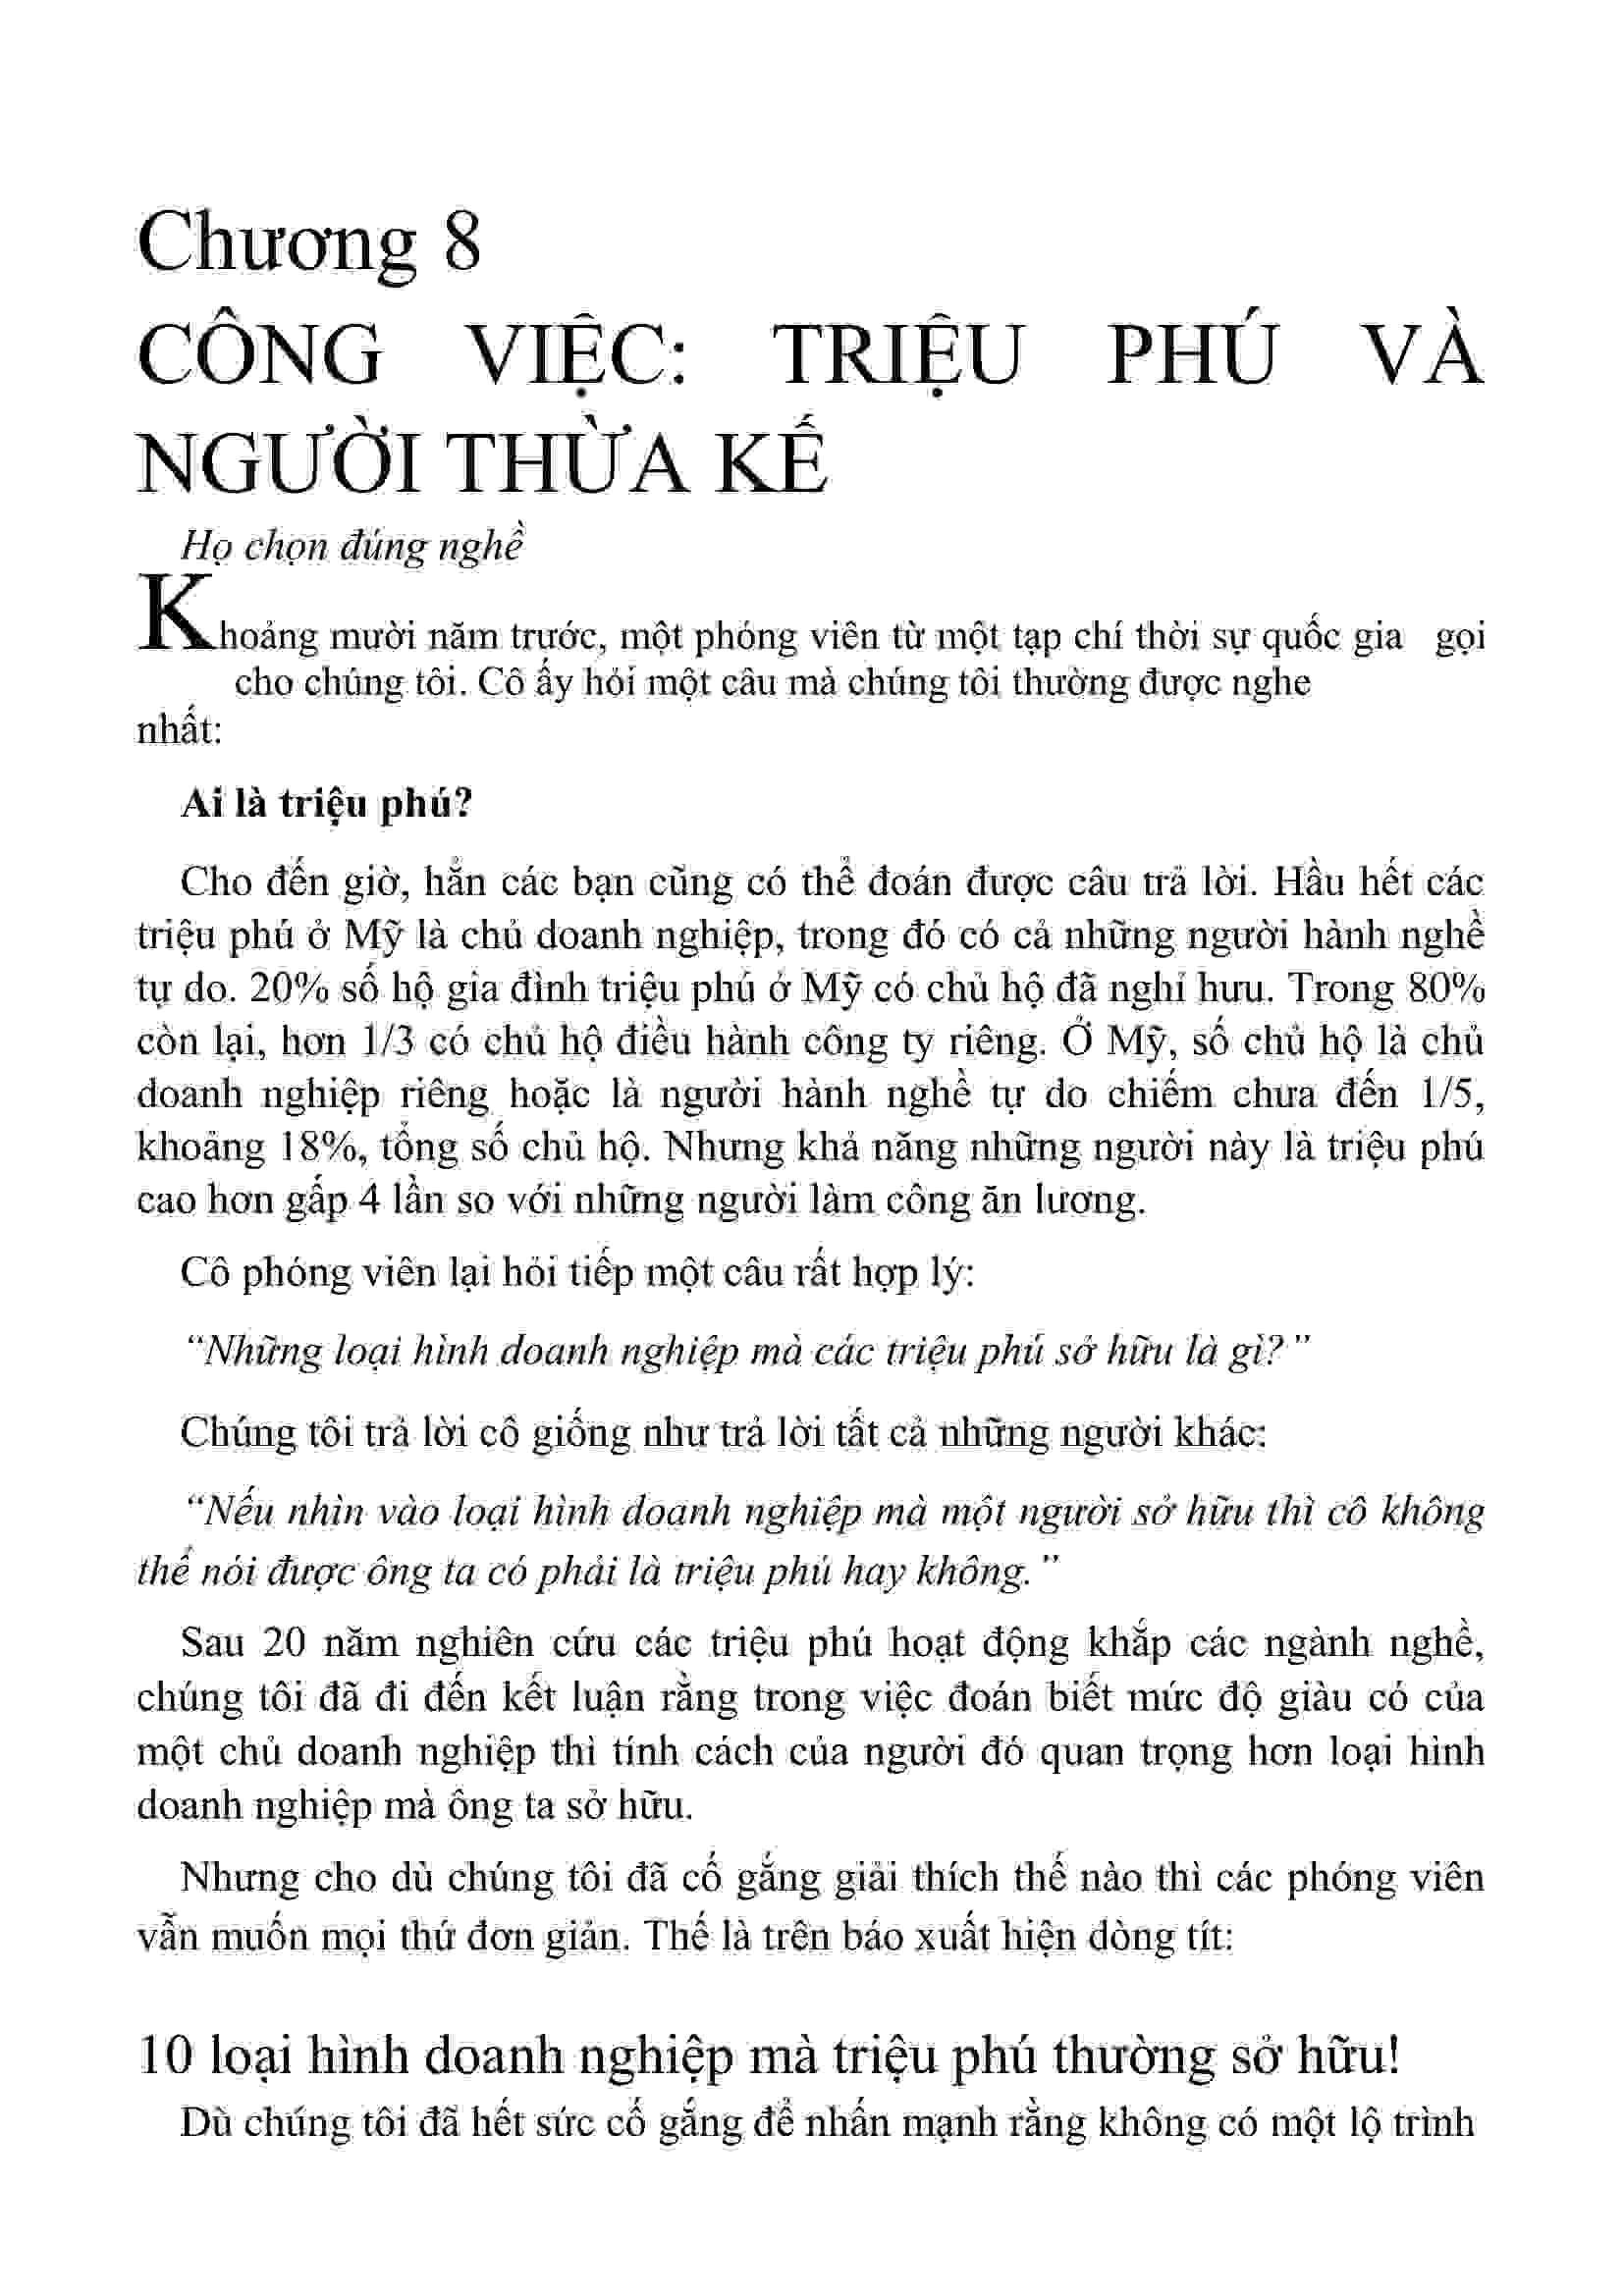 Chương 8
CÔNG VIỆC: TRIỆU PHÚ VÀ
NGƯỜI THỪA KẾ
Họ chọn đúng nghề
Khoảng mười năm trước, một phóng viên từ một tạp chí thời sự quốc gia gọi
cho chúng tôi. Cô ấy hỏi một câu mà chúng tôi thường được nghe
nhất:
Ai là triệu phú?
Cho đến giờ, hẳn các bạn cũng có thể đoán được câu trả lời. Hầu hết các
triệu phú ở Mỹ là chủ doanh nghiệp, trong đó có cả những người hành nghề
tự do. 20% số hộ gia đình triệu phú ở Mỹ có chủ hộ đã nghỉ hưu. Trong 80%
còn lại, hơn 1/3 có chủ hộ điều hành công ty riêng. Ở Mỹ, số chủ hộ là chủ
doanh nghiệp riêng hoặc là người hành nghề tự do chiếm chưa đến 1/5,
khoảng 18%, tổng số chủ hộ. Nhưng khả năng những người này là triệu phú
cao hơn gấp 4 lần so với những người làm công ăn lương.
Cô phóng viên lại hỏi tiếp một câu rất hợp lý:
“Những loại hình doanh nghiệp mà các triệu phú sở hữu là gì?”
Chúng tôi trả lời cô giống như trả lời tất cả những người khác:
“Nếu nhìn vào loại hình doanh nghiệp mà một người sở hữu thì cô không
thể nói được ông ta có phải là triệu phú hay không.”
Sau 20 năm nghiên cứu các triệu phú hoạt động khắp các ngành nghề,
chúng tôi đã đi đến kết luận rằng trong việc đoán biết mức độ giàu có của
một chủ doanh nghiệp thì tính cách của người đó quan trọng hơn loại hình
doanh nghiệp mà ông ta sở hữu.
Nhưng cho dù chúng tôi đã cố gắng giải thích thế nào thì các phóng viên
vẫn muốn mọi thứ đơn giản. Thế là trên báo xuất hiện dòng tít:
10 loại hình doanh nghiệp mà triệu phú thường sở hữu!
Dù chúng tôi đã hết sức cố gắng để nhấn mạnh rằng không có một lộ trình